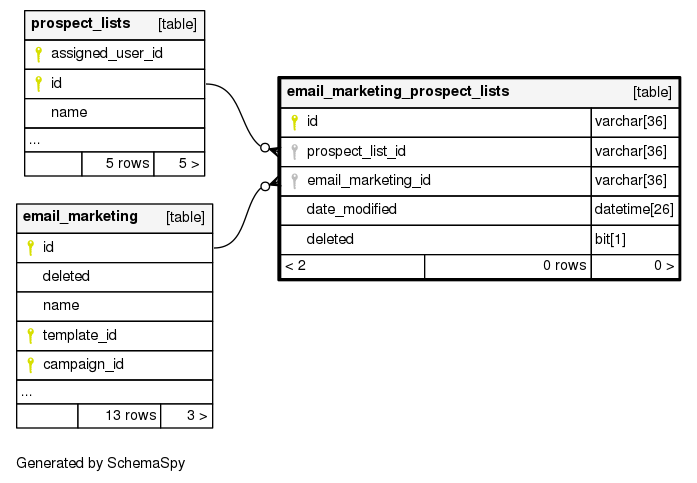 prospect_lists [table]
assigned_user_id
id
name
...
5 rows 5 >
email_marketing_prospect_lists [table]
id varchar[36]
prospect_list_id varchar[36]
email_marketing_id varchar[36]
date_modified datetime[26]
deleted bit[1]
< 2 0 rows 0 >
email_marketing [table]
id
deleted
name
template_id
campaign_id
...
13 rows 3 >
Generated by SchemaSpy